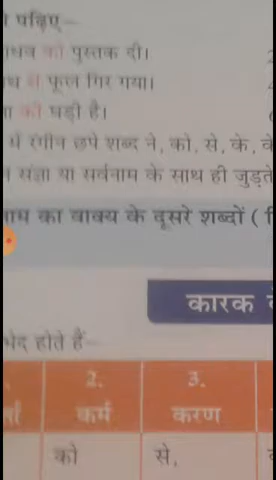 पढ़िए—
को पुस्तक दी।
से फूल गिर गया।
की घड़ी है।
में रंगीन छपे शब्द ने, को, से, के,
संज्ञा या सर्वनाम के साथ ही जुड़ते
का वाक्य के दूसरे शब्दों (
कारक
भेद होते हैं—
2. 3.
कर्म करण
को से,